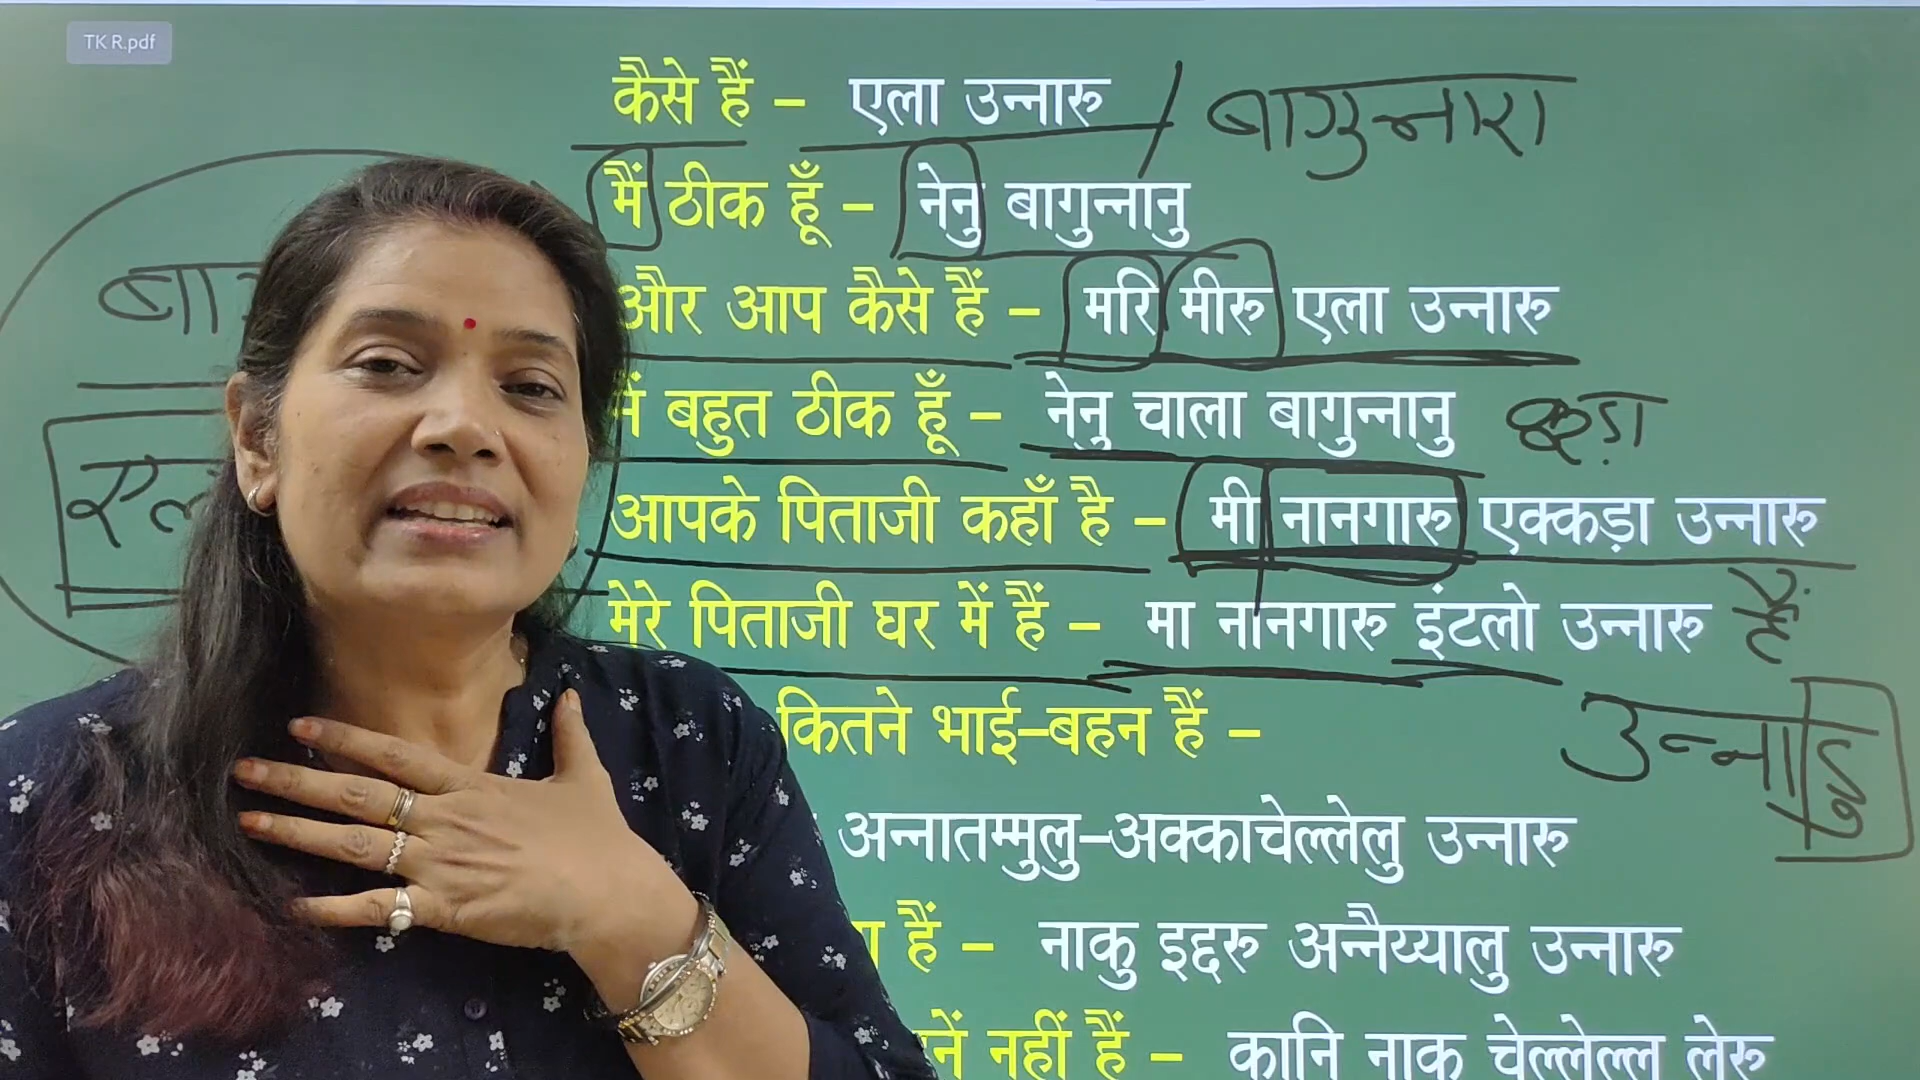 TK R.pdf
कैसे हैं – एला उन्नारु / बागुन्नारा
मैं ठीक हूँ – नेनु बागुन्नानु
और आप कैसे हैं – मरि मीरु एला उन्नारु
बहुत ठीक हूँ – नेनु चाला बागुन्नानु
आपके पिताजी कहाँ है – मी नानगारु एक्कड़ा उन्नारु
मेरे पिताजी घर में हैं – मा नानगारु इंटलो उन्नारु हैं
कितने भाई–बहन हैं – उन्नाडु
अन्नातम्मुलु–अक्काचेल्लेलु उन्नारु
हैं – नाकु इद्दरु अन्नैय्यालु उन्नारु
नहीं हैं – कानि नाकु चेल्लेल्लु लेरु